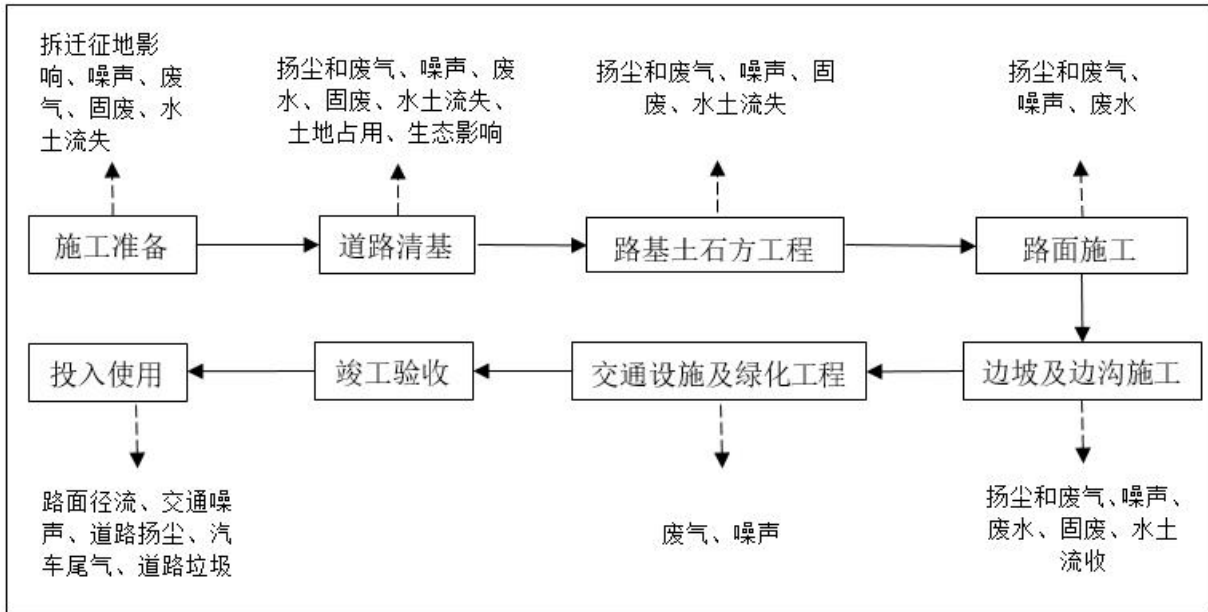 拆迁征地影
响、噪声、废
气、固废、水
土流失
扬尘和废气、噪声、废
水、固废、水土流失、
土地占用、生态影响
扬尘和废气、噪声、固
废、水土流失
扬尘和废气、
噪声、废水
施工准备
道路清基
路基土石方工程
路面施工
投入使用
竣工验收
交通设施及绿化工程
边坡及边沟施工
路面径流、交通噪
声、道路扬尘、汽
车尾气、道路垃圾
废气、噪声
扬尘和废气、噪声、
废水、固废、水土
流收